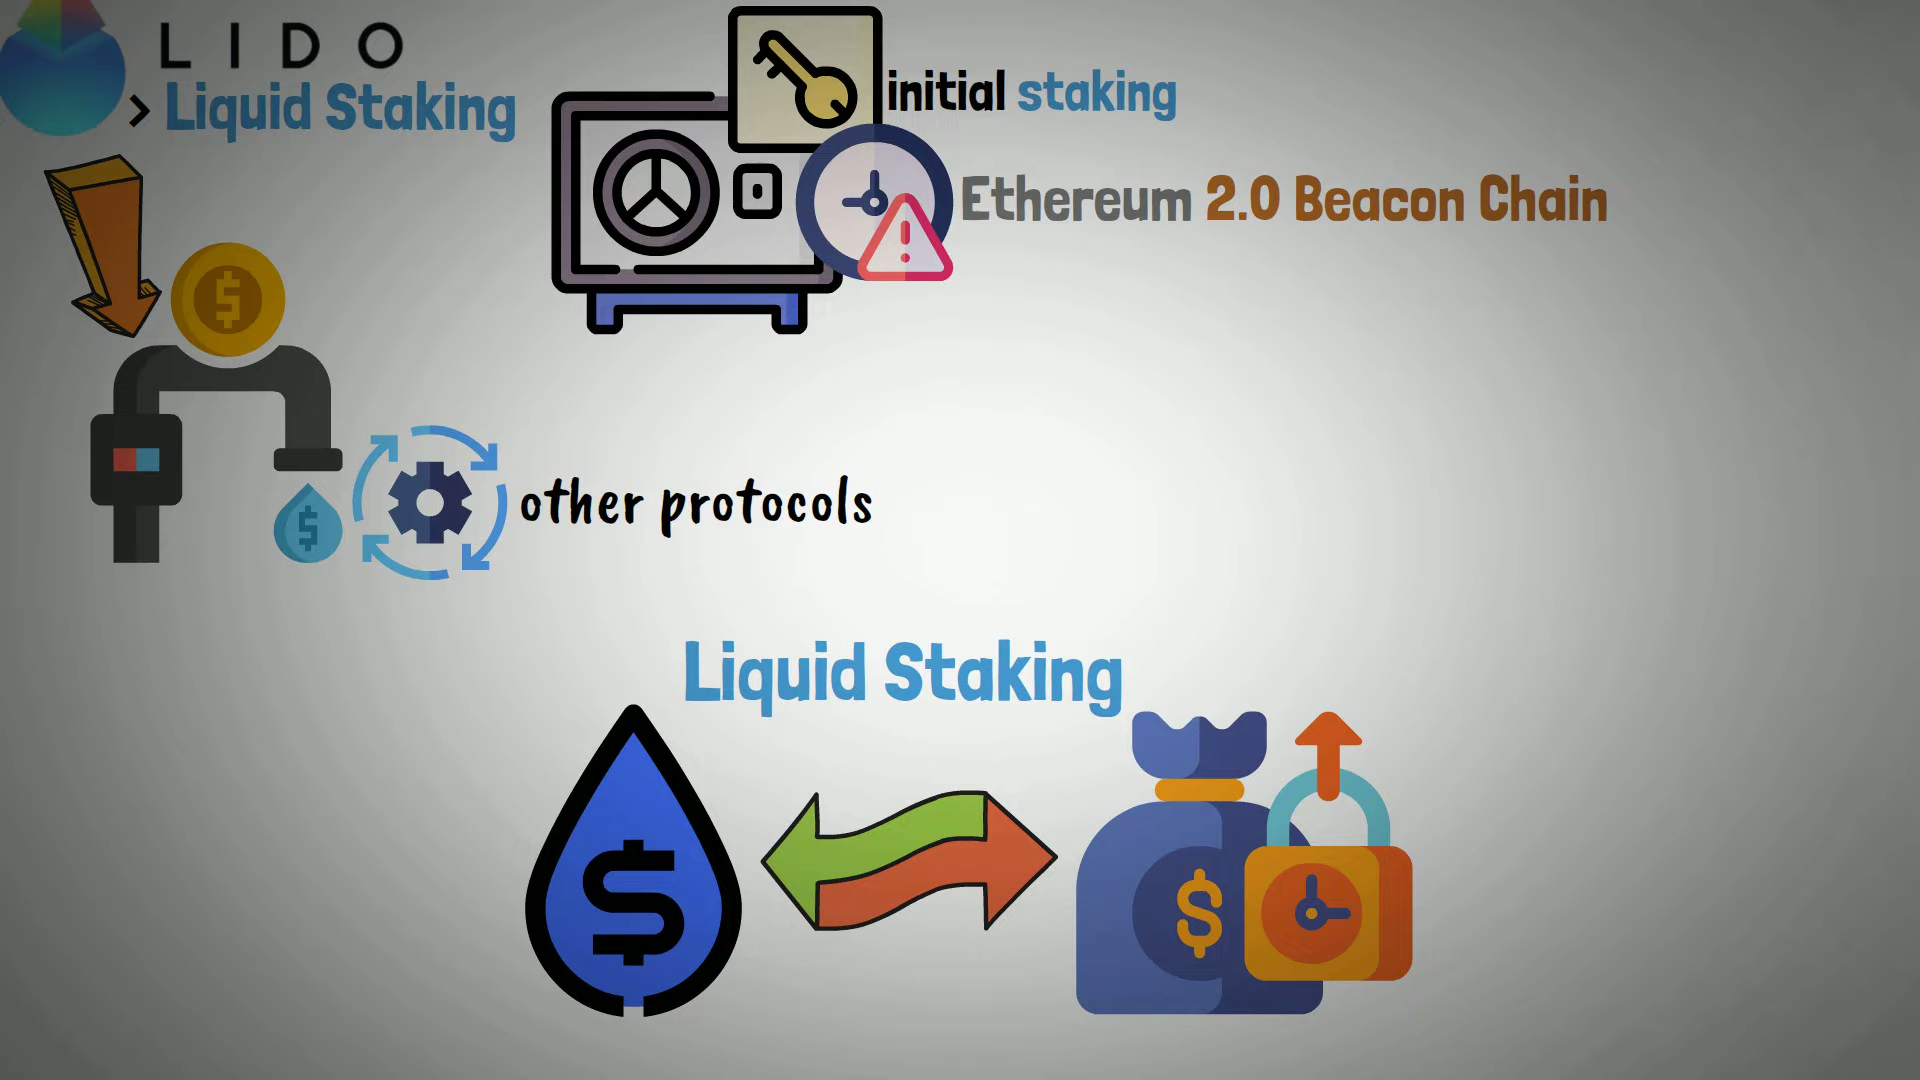 LIDO
> Liquid Staking
initial staking
Ethereum 2.0 Beacon Chain
other protocols
Liquid Staking